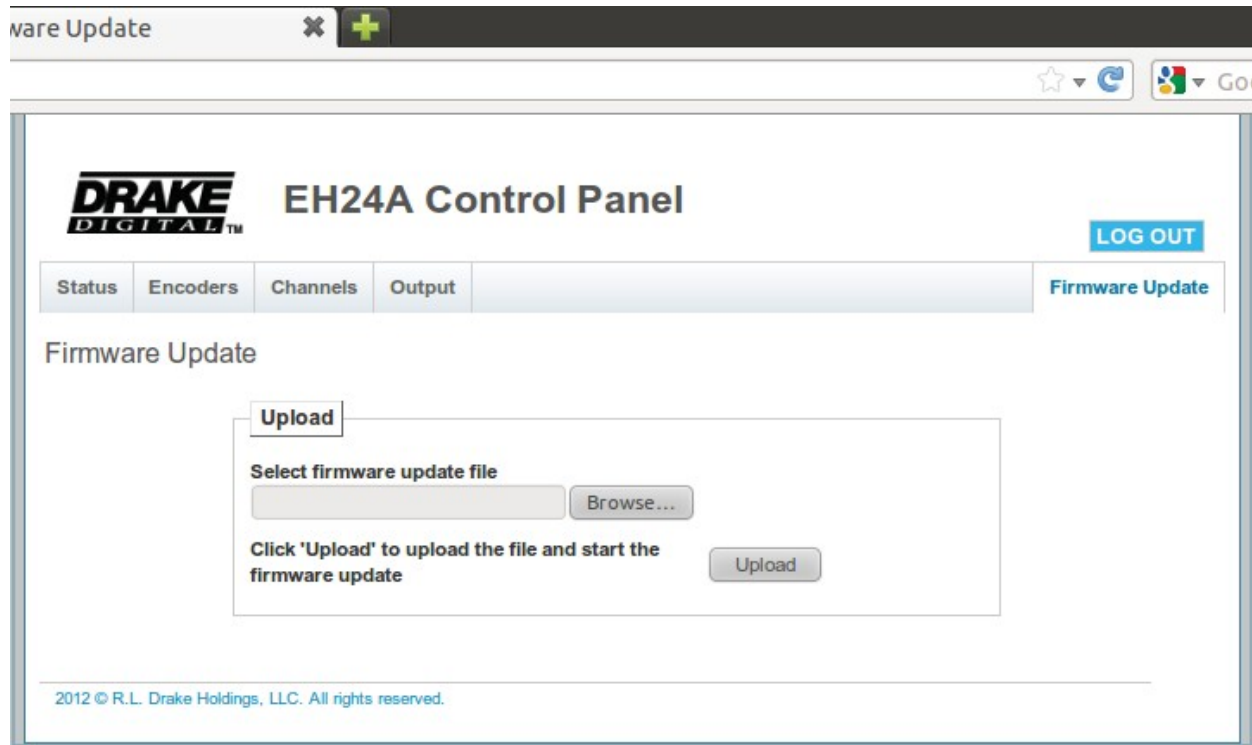 ware Update
Goo
DRAKE
DIGITAL TM
EH24A Control Panel
LOG OUT
Status Encoders Channels Output Firmware Update
Firmware Update
Upload
Select firmware update file
Browse...
Click 'Upload' to upload the file and start the
firmware update
Upload
2012 © R.L. Drake Holdings, LLC. All rights reserved.